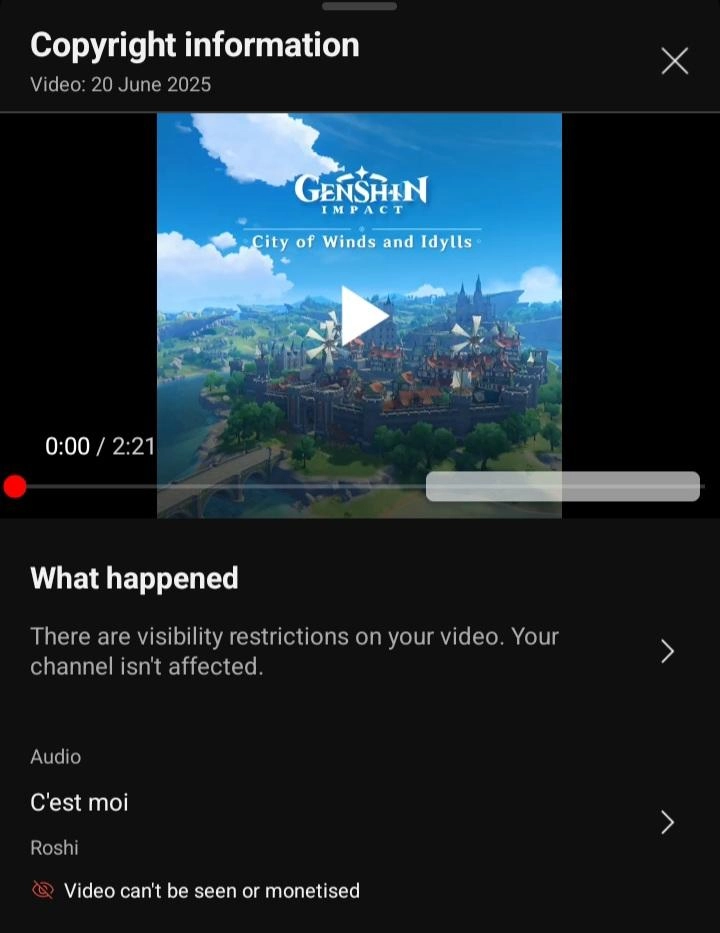 Copyright information
Video: 20 June 2025
GENSHIN
IMPACT
City of Winds and Idylls
0:00 / 2:21
What happened
There are visibility restrictions on your video. Your
channel isn't affected.
Audio
C'est moi
Roshi
Video can't be seen or monetised